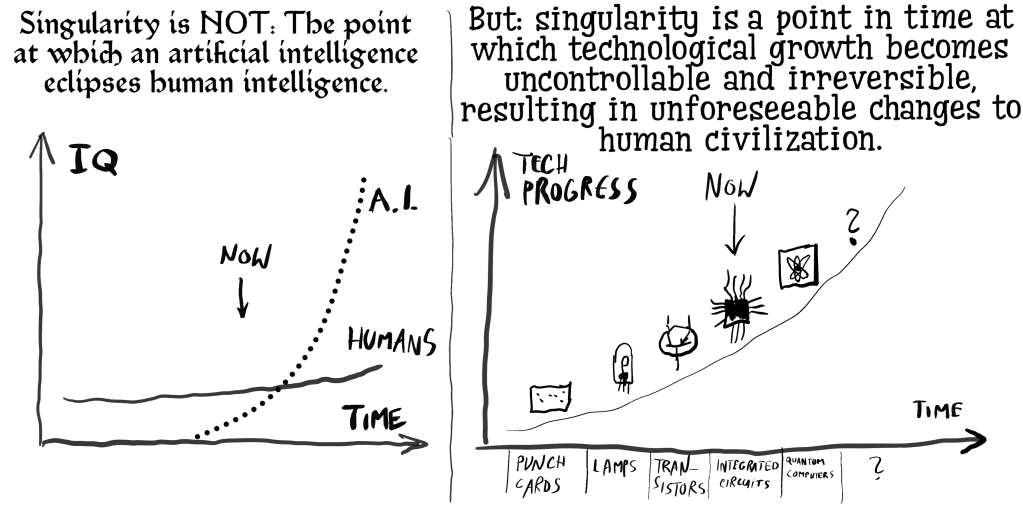 Singularity is NOT: The point
at which an artificial intelligence
eclipses human intelligence.
IQ
A.I.
NOW
HUMANS
TIME
But: singularity is a point in time at
which technological growth becomes
uncontrollable and irreversible,
resulting in unforeseeable changes to
human civilization.
TECH
PROGRESS
NOW
?
TIME
PUNCH
CARDS
LAMPS
TRAN-
SISTORS
INTEGRATED
CIRCUITS
QUANTUM
COMPUTERS
?